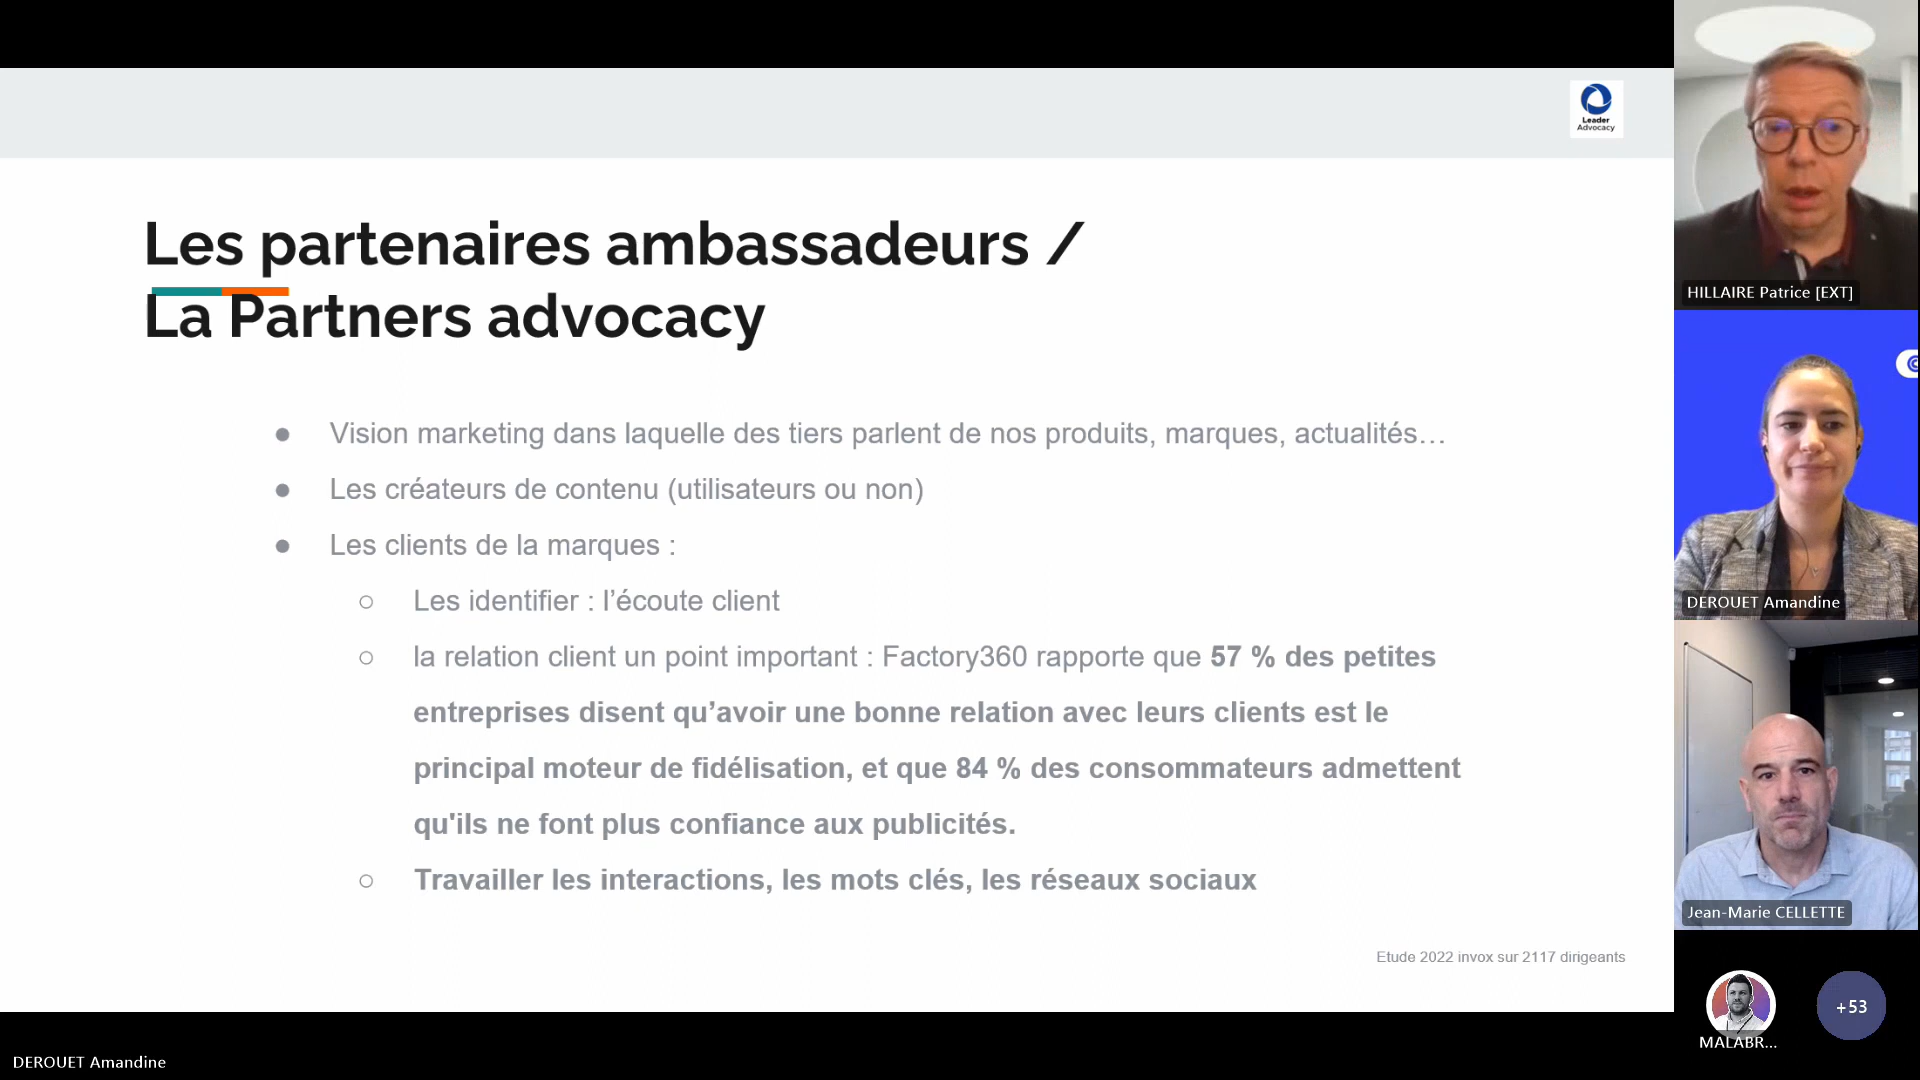 Leader
Advocacy
Les partenaires ambassadeurs /
La Partners advocacy
● Vision marketing dans laquelle des tiers parlent de nos produits, marques, actualités…
● Les créateurs de contenu (utilisateurs ou non)
● Les clients de la marques :
○ Les identifier : l’écoute client
○ la relation client un point important : Factory360 rapporte que 57 % des petites
entreprises disent qu’avoir une bonne relation avec leurs clients est le
principal moteur de fidélisation, et que 84 % des consommateurs admettent
qu'ils ne font plus confiance aux publicités.
○ Travailler les interactions, les mots clés, les réseaux sociaux
Etude 2022 invox sur 2117 dirigeants
HILLAIRE Patrice [EXT]
DEROUET Amandine
Jean-Marie CELLETTE
MALABR...
+53
DEROUET Amandine